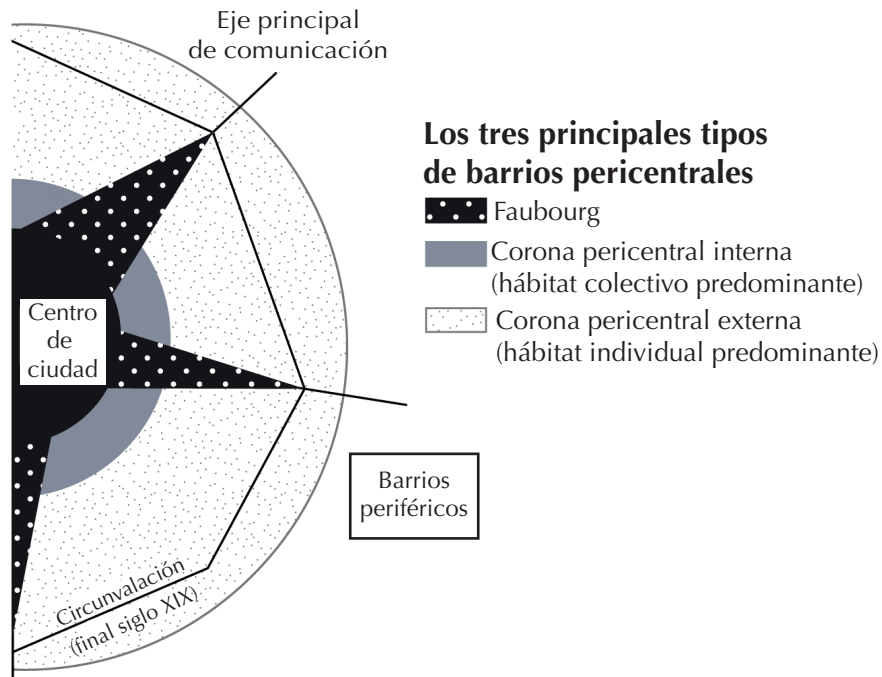 Eje principal
de comunicación
Los tres principales tipos
de barrios pericentrales
Faubourg
Corona pericentral interna
(hábitat colectivo predominante)
Corona pericentral externa
(hábitat individual predominante)
Centro
de
ciudad
Barrios
periféricos
Circunvalación
(final siglo XIX)